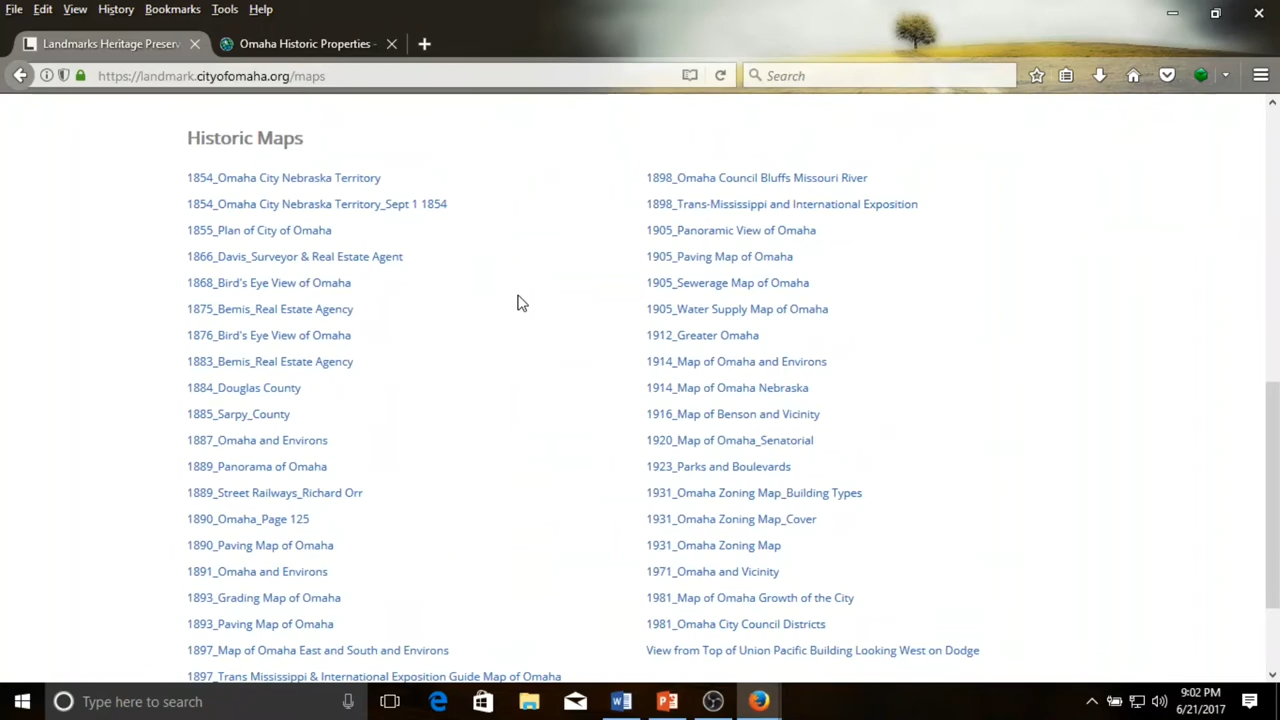 File Edit View History Bookmarks Tools Help
Landmarks Heritage Preserv
Omaha Historic Properties -
https://landmark.cityofomaha.org/maps
Search
Historic Maps
1854_Omaha City Nebraska Territory
1854_Omaha City Nebraska Territory_Sept 1 1854
1855_Plan of City of Omaha
1866_Davis_Surveyor & Real Estate Agent
1868_Bird's Eye View of Omaha
1875_Bemis_Real Estate Agency
1876_Bird's Eye View of Omaha
1883_Bemis_Real Estate Agency
1884_Douglas County
1885_Sarpy_County
1887_Omaha and Environs
1889_Panorama of Omaha
1889_Street Railways_Richard Orr
1890_Omaha_Page 125
1890_Paving Map of Omaha
1891_Omaha and Environs
1893_Grading Map of Omaha
1893_Paving Map of Omaha
1897_Map of Omaha East and South and Environs
1897_Trans Mississippi & International Exposition Guide Map of Omaha
1898_Omaha Council Bluffs Missouri River
1898_Trans-Mississippi and International Exposition
1905_Panoramic View of Omaha
1905_Paving Map of Omaha
1905_Sewerage Map of Omaha
1905_Water Supply Map of Omaha
1912_Greater Omaha
1914_Map of Omaha and Environs
1914_Map of Omaha Nebraska
1916_Map of Benson and Vicinity
1920_Map of Omaha_Senatorial
1923_Parks and Boulevards
1931_Omaha Zoning Map_Building Types
1931_Omaha Zoning Map_Cover
1931_Omaha Zoning Map
1971_Omaha and Vicinity
1981_Map of Omaha Growth of the City
1981_Omaha City Council Districts
View from Top of Union Pacific Building Looking West on Dodge
Type here to search
9:02 PM
6/21/2017